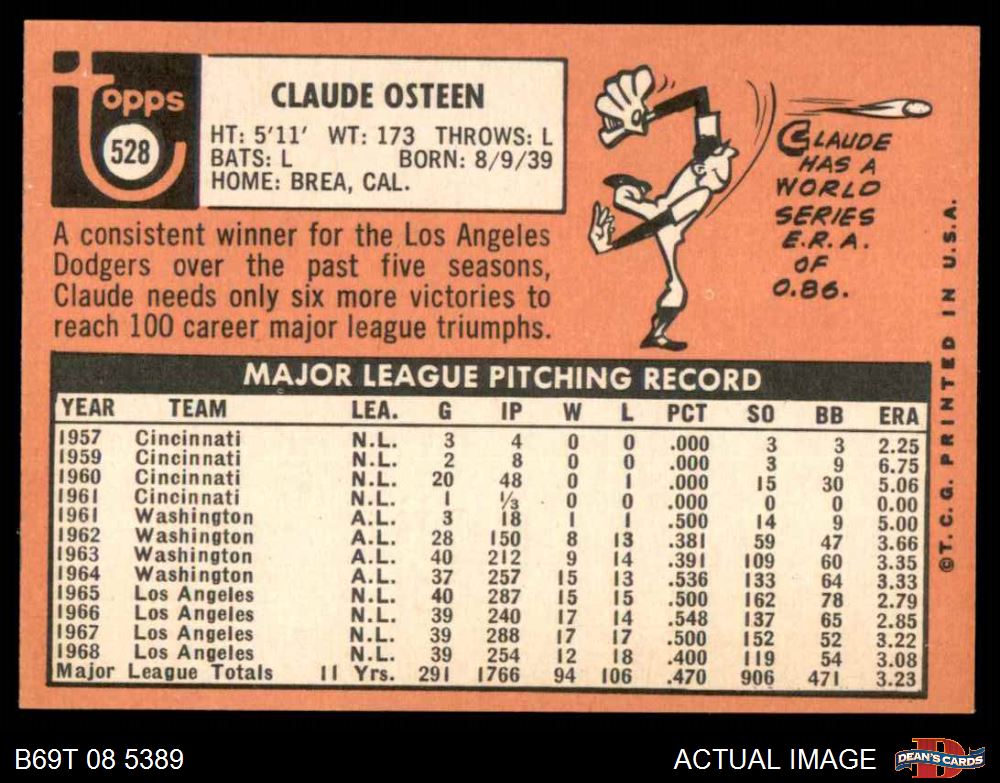 topps
528
CLAUDE OSTEEN
HT: 5'11' WT: 173 THROWS: L
BATS: L BORN: 8/9/39
HOME: BREA, CAL.
A consistent winner for the Los Angeles
Dodgers over the past five seasons,
Claude needs only six more victories to
reach 100 career major league triumphs.
CLAUDE
HAS A
WORLD
SERIES
E.R.A.
OF
0.86.
©T. C. G. PRINTED IN U.S.A.
MAJOR LEAGUE PITCHING RECORD
YEAR TEAM LEA. G IP W L PCT SO BB ERA
1957 Cincinnati N.L. 3 4 0 0 .000 3 3 2.25
1959 Cincinnati N.L. 2 8 0 0 .000 3 9 6.75
1960 Cincinnati N.L. 20 48 0 1 .000 15 30 5.06
1961 Cincinnati N.L. 1 ⅓ 0 0 .000 0 0 0.00
1961 Washington A.L. 3 18 1 1 .500 14 9 5.00
1962 Washington A.L. 28 150 8 13 .381 59 47 3.66
1963 Washington A.L. 40 212 9 14 .391 109 60 3.35
1964 Washington A.L. 37 257 15 13 .536 133 64 3.33
1965 Los Angeles N.L. 40 287 15 15 .500 162 78 2.79
1966 Los Angeles N.L. 39 240 17 14 .548 137 65 2.85
1967 Los Angeles N.L. 39 288 17 17 .500 152 52 3.22
1968 Los Angeles N.L. 39 254 12 18 .400 119 54 3.08
Major League Totals 11 Yrs. 291 1766 94 106 .470 906 471 3.23
B69T 08 5389
ACTUAL IMAGE
D
DEAN'S CARDS